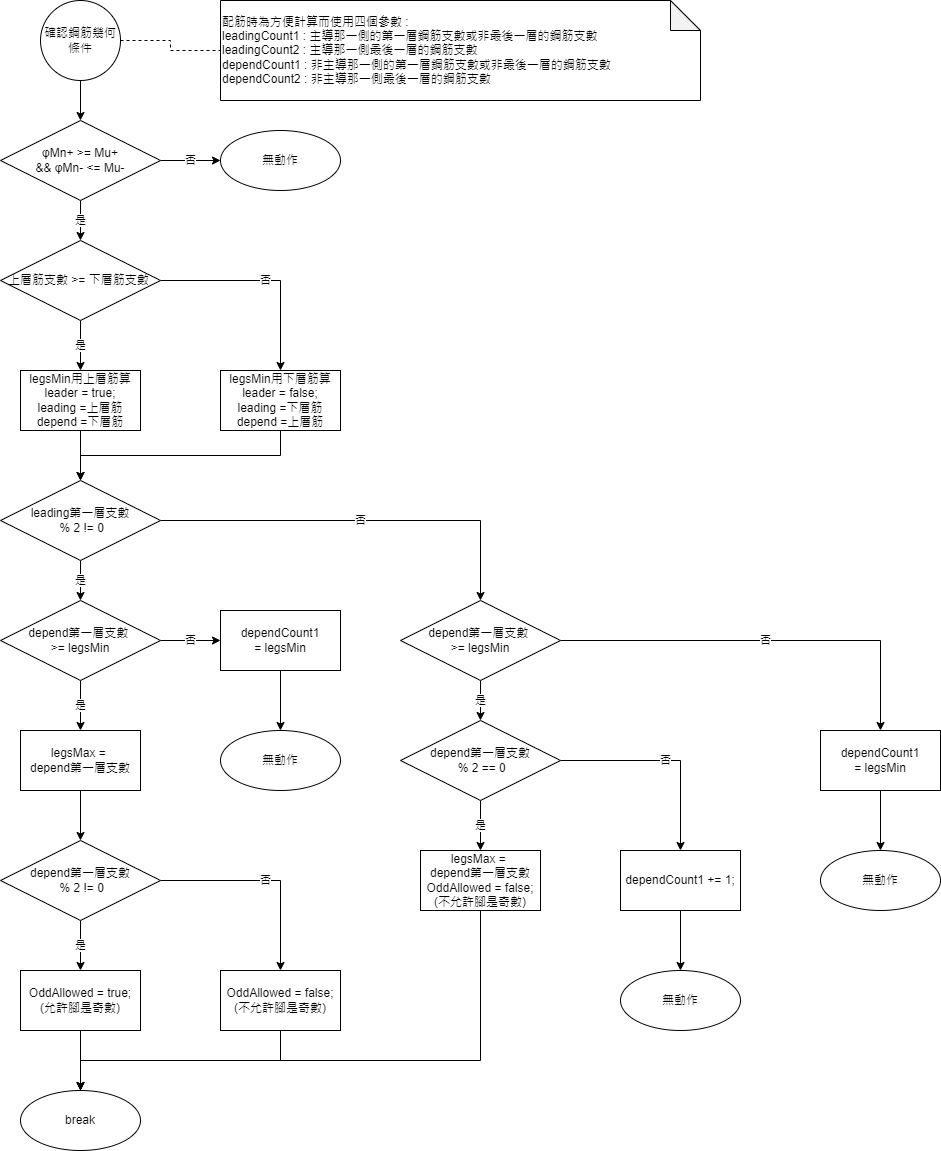 確認鋼筋幾何
條件
配筋時為方便計算而使用四個參數 :
leadingCount1 : 主導那一側的第一層鋼筋支數或非最後一層的鋼筋支數
leadingCount2 : 主導那一側最後一層的鋼筋支數
dependCount1 : 非主導那一側的第一層鋼筋支數或非最後一層的鋼筋支數
dependCount2 : 非主導那一側最後一層的鋼筋支數
φMn+ >= Mu+
&& φMn- <= Mu-
否
無動作
是
上層筋支數 >= 下層筋支數
否
是
legsMin用上層筋算
leader = true;
leading =上層筋
depend =下層筋
legsMin用下層筋算
leader = false;
leading =下層筋
depend =上層筋
leading第一層支數
% 2 != 0
否
是
depend第一層支數
>= legsMin
否
dependCount1
= legsMin
depend第一層支數
>= legsMin
否
是
是
legsMax =
depend第一層支數
無動作
depend第一層支數
% 2 == 0
否
dependCount1
= legsMin
是
depend第一層支數
% 2 != 0
否
legsMax =
depend第一層支數
OddAllowed = false;
(不允許腳是奇數)
dependCount1 += 1;
無動作
是
OddAllowed = true;
(允許腳是奇數)
OddAllowed = false;
(不允許腳是奇數)
無動作
break